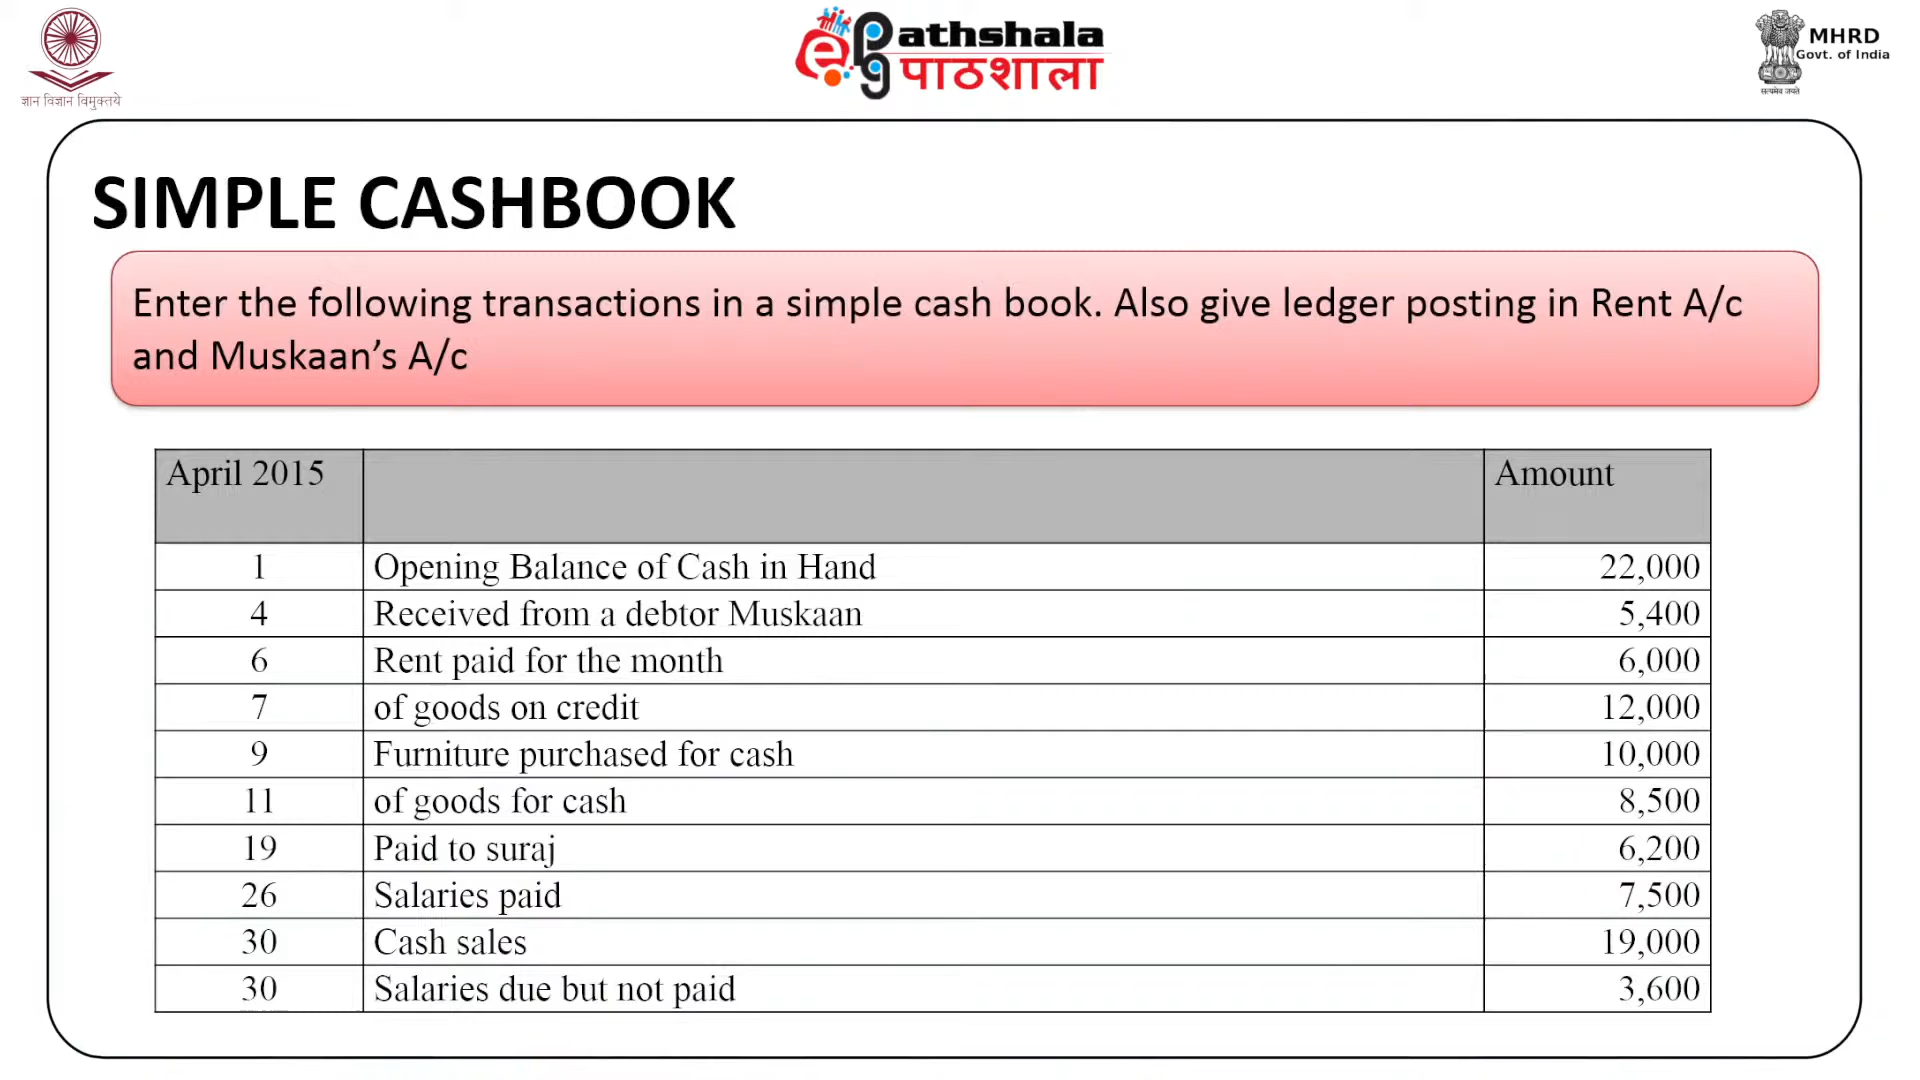 ज्ञान विज्ञान विमुक्तये
ePG Pathshala
पाठशाला
MHRD
Govt. of India
सत्यमेव जयते
SIMPLE CASHBOOK
Enter the following transactions in a simple cash book. Also give ledger posting in Rent A/c
and Muskaan’s A/c
April 2015 Amount
1 Opening Balance of Cash in Hand 22,000
4 Received from a debtor Muskaan 5,400
6 Rent paid for the month 6,000
7 of goods on credit 12,000
9 Furniture purchased for cash 10,000
11 of goods for cash 8,500
19 Paid to suraj 6,200
26 Salaries paid 7,500
30 Cash sales 19,000
30 Salaries due but not paid 3,600